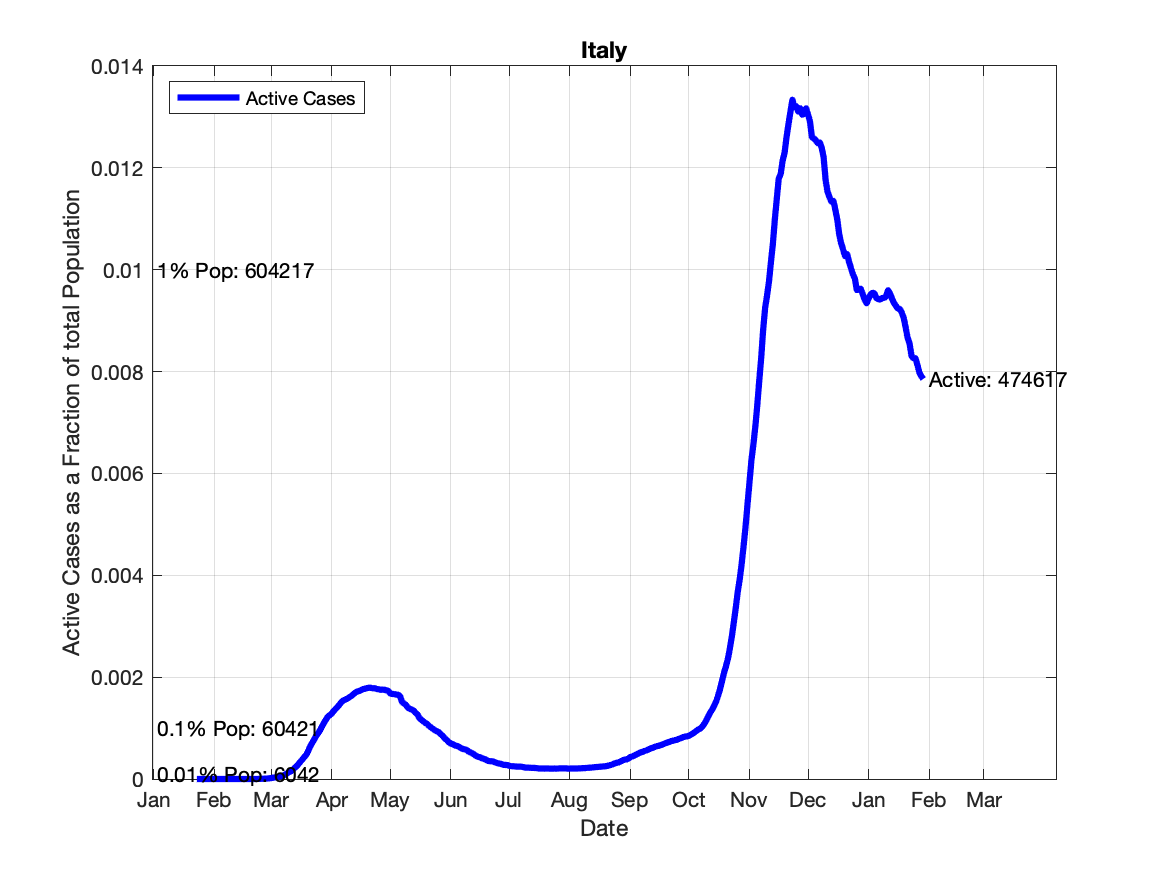 Italy
Active Cases
0.014
0.012
0.01
0.008
0.006
0.004
0.002
0
Active Cases as a Fraction of total Population
1% Pop: 604217
Active: 474617
0.1% Pop: 60421
0.01% Pop: 6042
Jan Feb Mar Apr May Jun Jul Aug Sep Oct Nov Dec Jan Feb Mar
Date